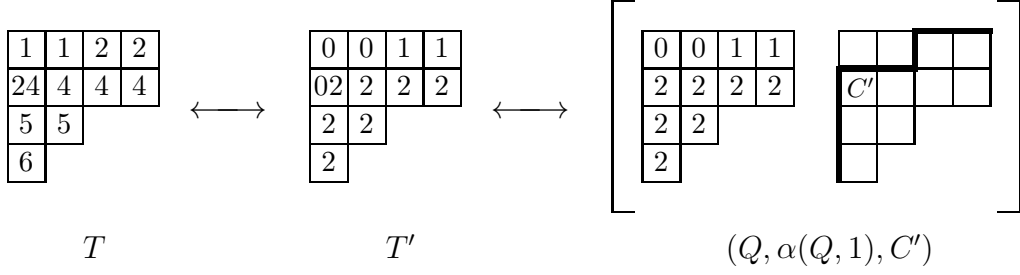 1 1 2 2 0 0 1 1 0 0 1 1
24 4 4 4 ⟷ 02 2 2 2 ⟷ 2 2 2 2 C′
5 5 2 2 2 2
6 2 2
T T′ (Q, α(Q, 1), C′)